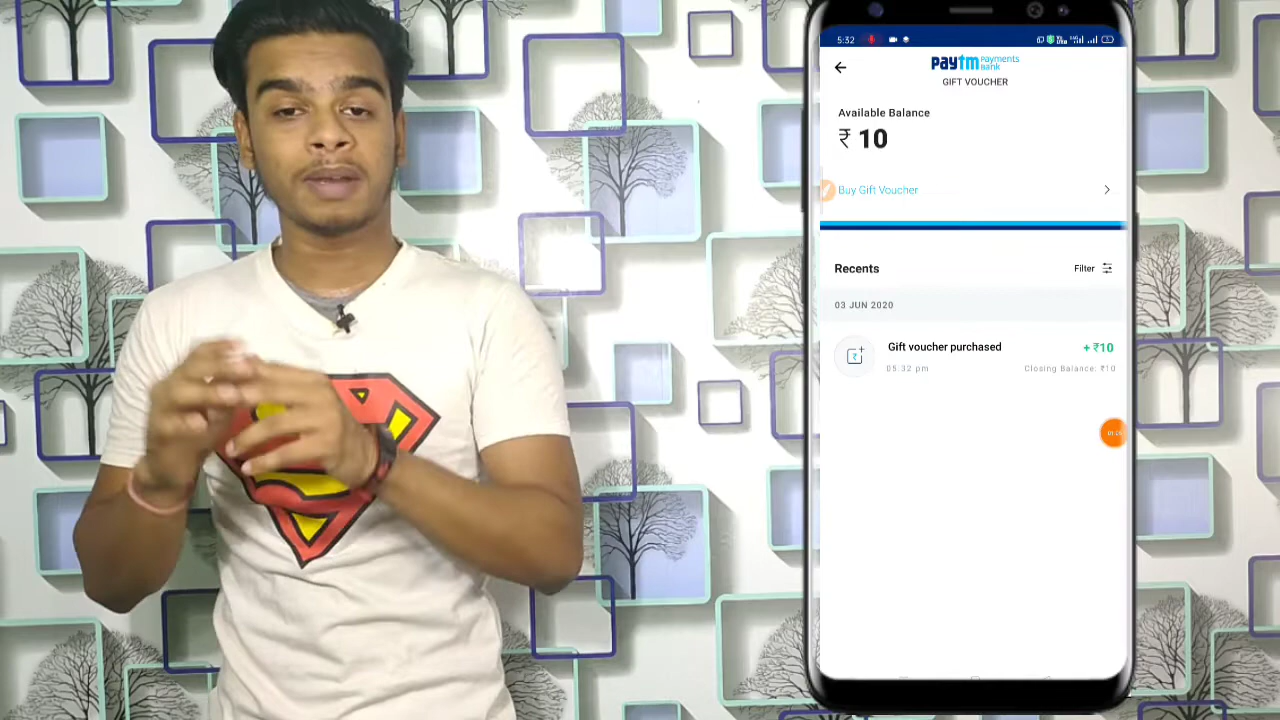 5:32
paytm Payments Bank
GIFT VOUCHER
Available Balance
₹ 10
Buy Gift Voucher
Recents
Filter
03 JUN 2020
Gift voucher purchased
+ ₹10
05:32 pm
Closing Balance: ₹10